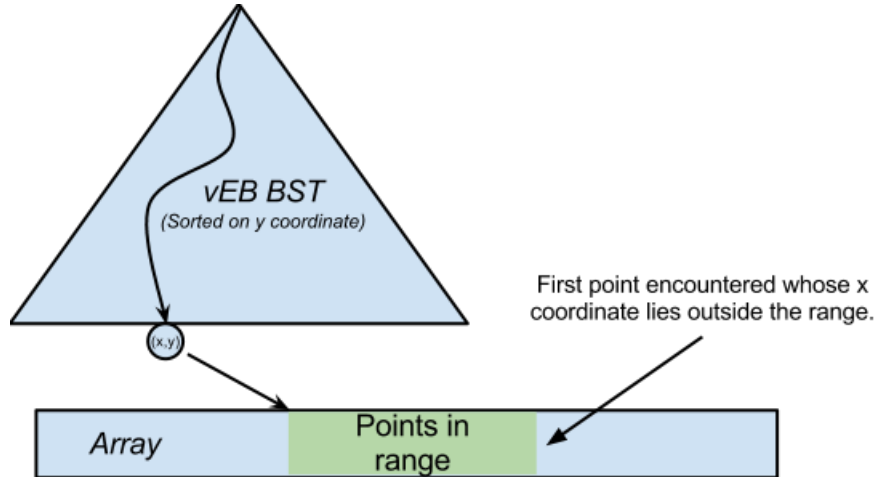 vEB BST
(Sorted on y coordinate)
First point encountered whose x
coordinate lies outside the range.
(x,y)
Array
Points in
range